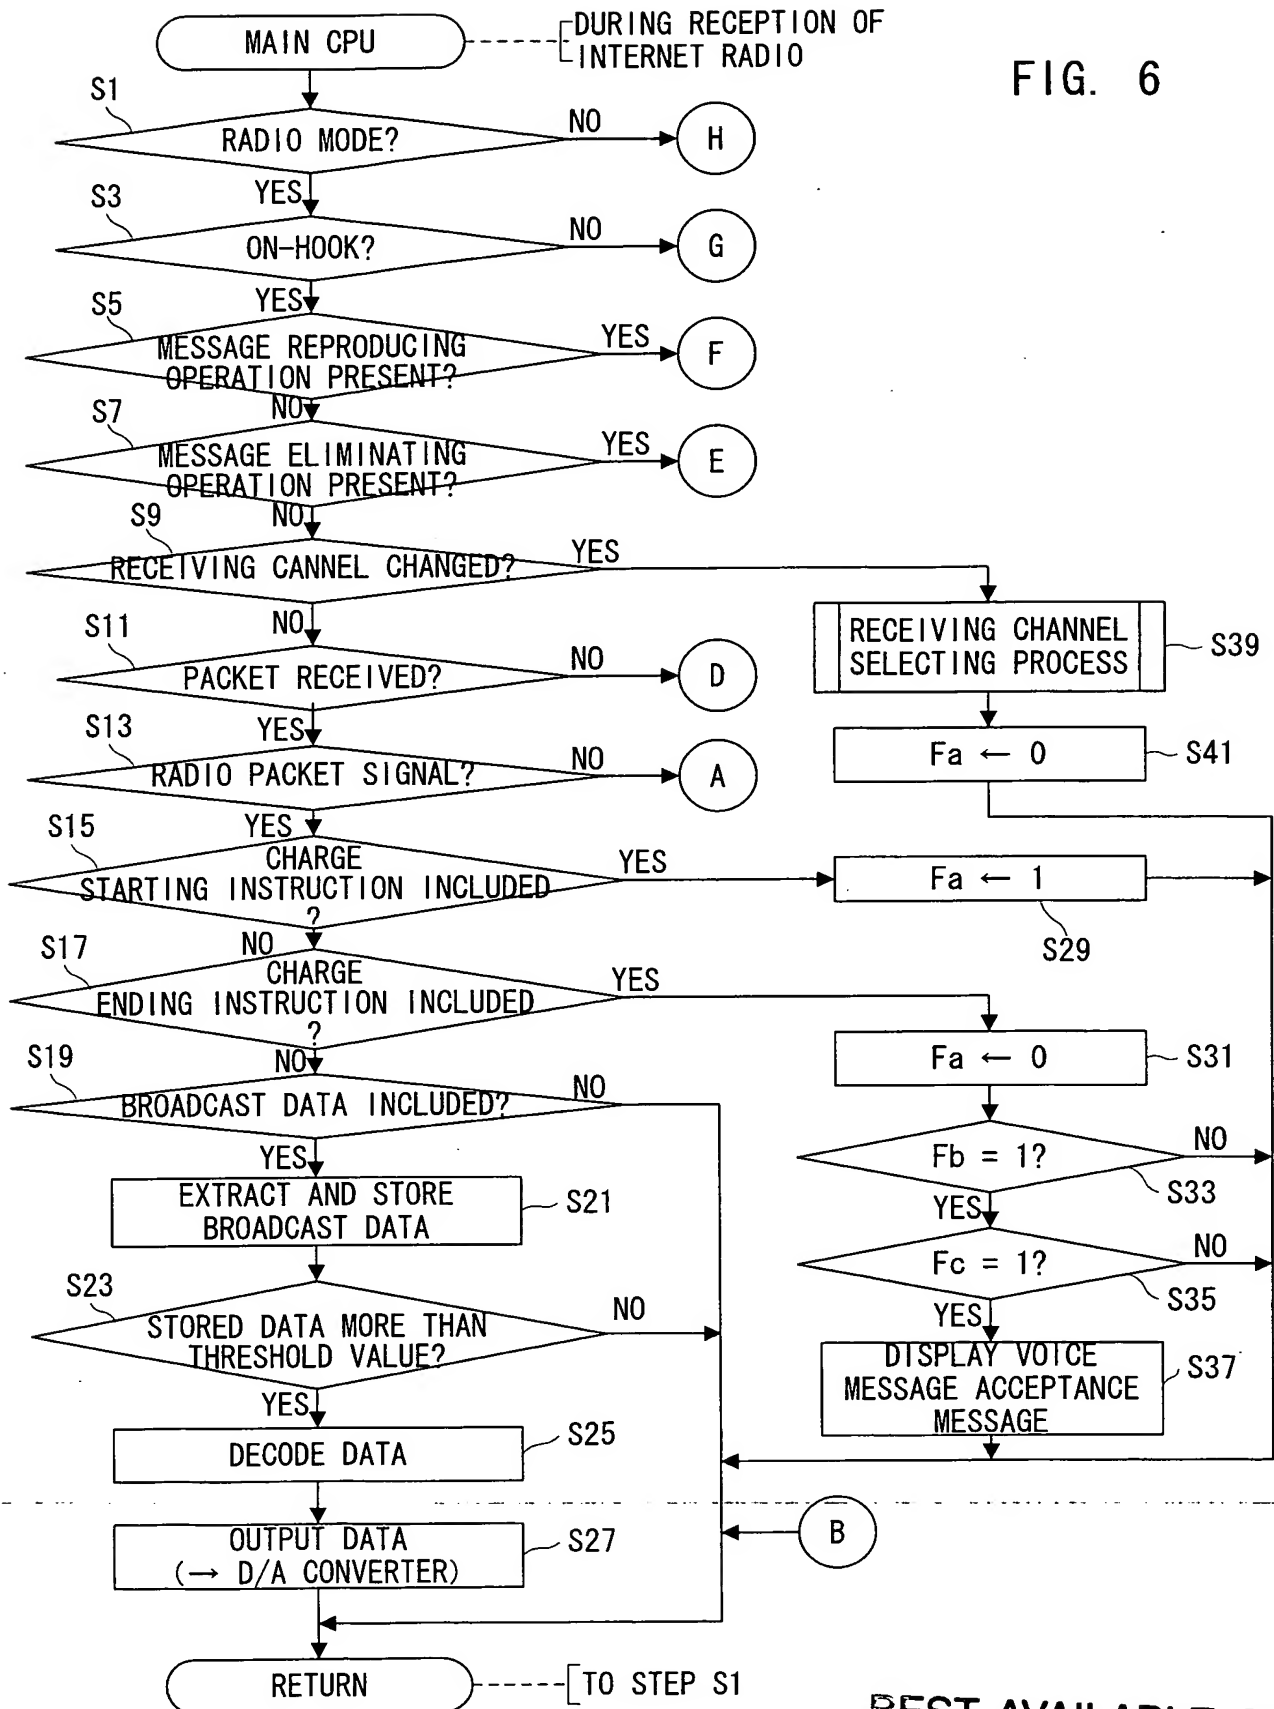 MAIN CPU
DURING RECEPTION OF
INTERNET RADIO
FIG. 6
S1
RADIO MODE?
NO
H
YES
S3
ON-HOOK?
NO
G
YES
S5
MESSAGE REPRODUCING
OPERATION PRESENT?
YES
F
NO
S7
MESSAGE ELIMINATING
OPERATION PRESENT?
YES
E
NO
S9
RECEIVING CANNEL CHANGED?
YES
NO
RECEIVING CHANNEL
SELECTING PROCESS
S39
S11
PACKET RECEIVED?
NO
D
YES
Fa ← 0
S41
S13
RADIO PACKET SIGNAL?
NO
A
YES
S15
CHARGE
STARTING INSTRUCTION INCLUDED
?
YES
Fa ← 1
S29
NO
S17
CHARGE
ENDING INSTRUCTION INCLUDED
?
YES
Fa ← 0
S31
NO
S19
BROADCAST DATA INCLUDED?
NO
YES
Fb = 1?
NO
S33
YES
EXTRACT AND STORE
BROADCAST DATA
S21
Fc = 1?
NO
S35
YES
S23
STORED DATA MORE THAN
THRESHOLD VALUE?
NO
YES
DISPLAY VOICE
MESSAGE ACCEPTANCE
MESSAGE
S37
DECODE DATA
S25
OUTPUT DATA
(→ D/A CONVERTER)
S27
B
RETURN
TO STEP S1
BEST AVAILABLE